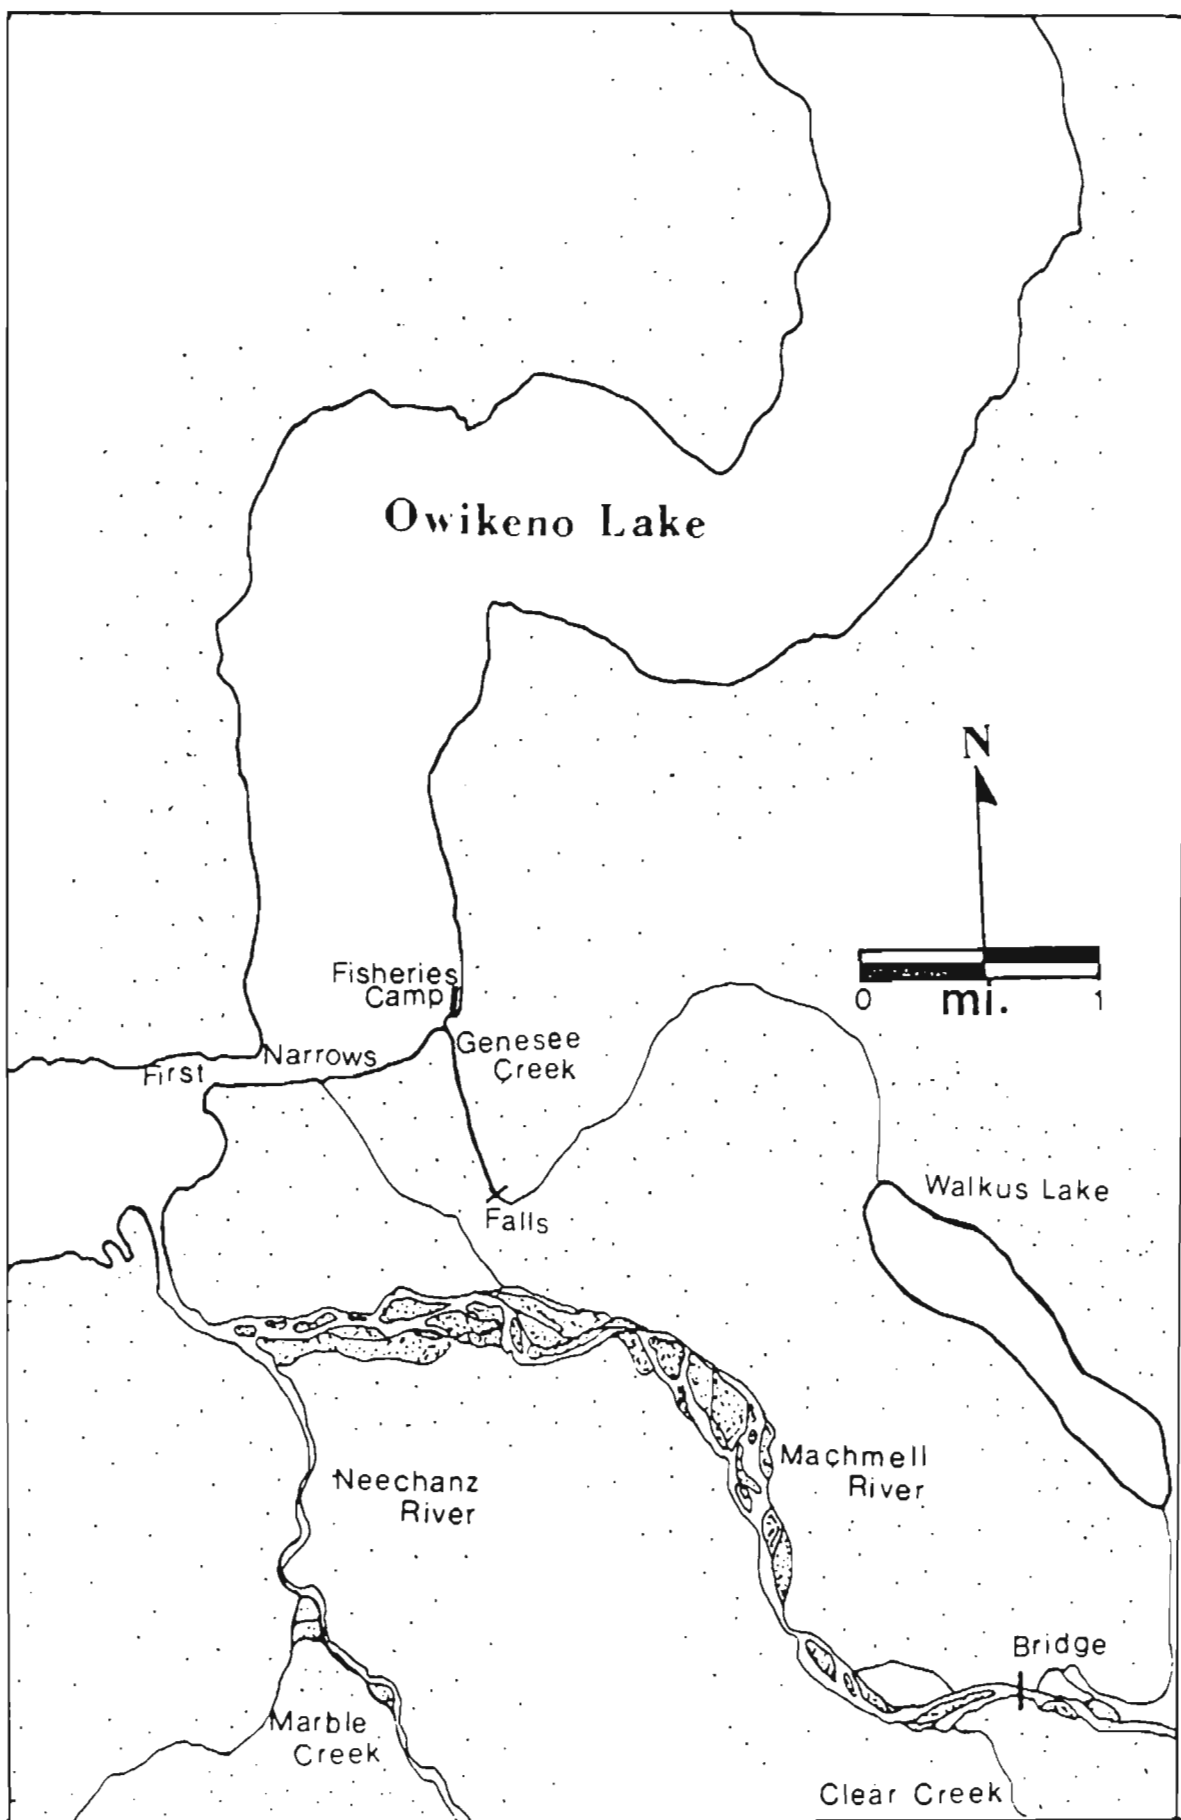 Owikeno Lake
N
0 mi. 1
Fisheries
Camp
Genesee
Creek
First Narrows
Walkus Lake
Falls
Machmell
River
Neechanz
River
Bridge
Marble
Creek
Clear Creek